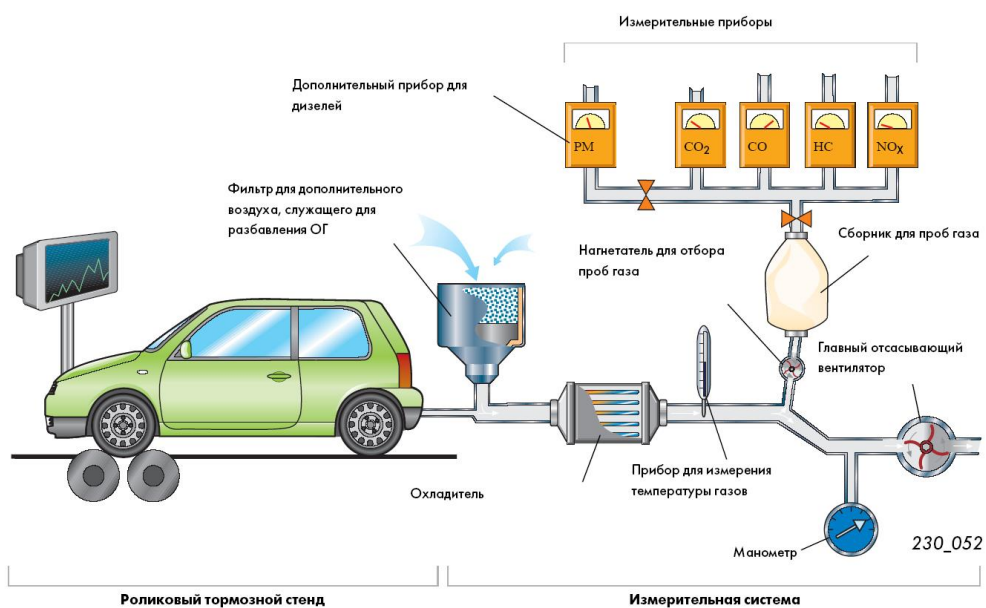 Измерительные приборы
Дополнительный прибор для
дизелей
PM
CO2
CO
HC
NOX
Фильтр для дополнительного
воздуха, служащего для
разбавления ОГ
Нагнетатель для отбора
проб газа
Сборник для проб газа
Главный отсасывающий
вентилятор
Охладитель
Прибор для измерения
температуры газов
Манометр
230_052
Роликовый тормозной стенд
Измерительная система